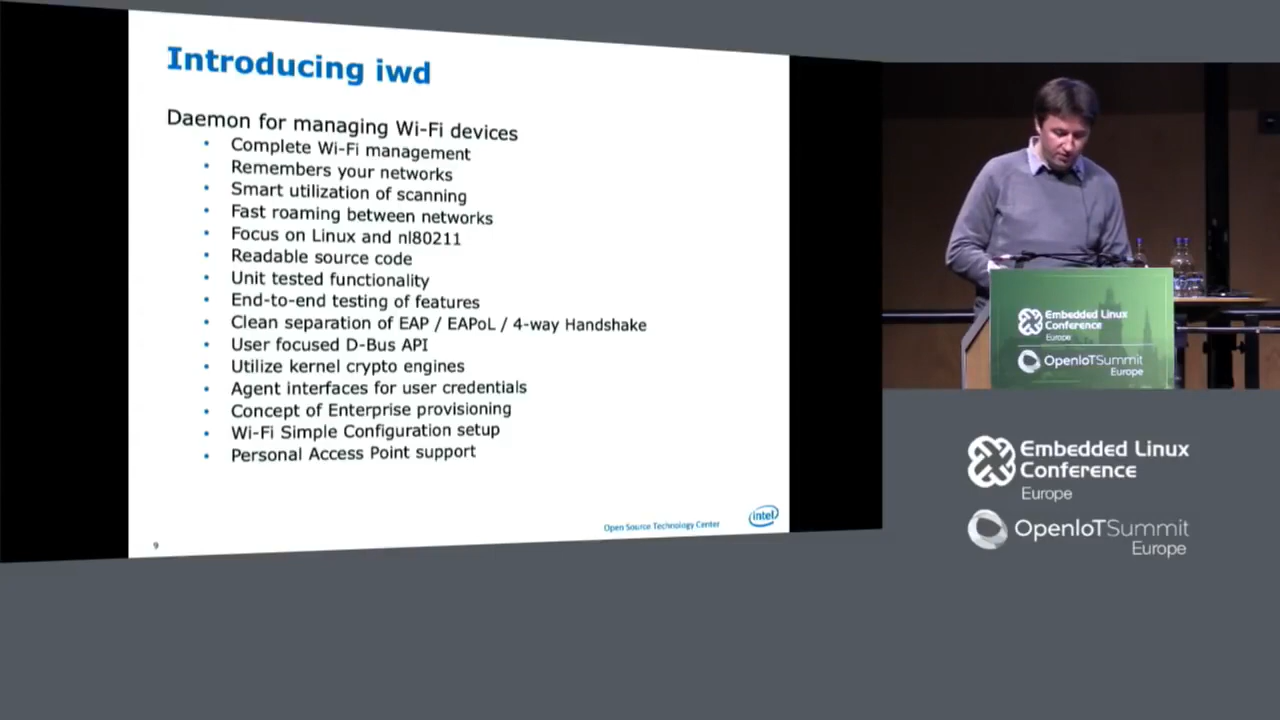 Introducing iwd
Daemon for managing Wi-Fi devices
Complete Wi-Fi management
Remembers your networks
Smart utilization of scanning
Fast roaming between networks
Focus on Linux and nl80211
Readable source code
Unit tested functionality
End-to-end testing of features
Clean separation of EAP / EAPoL / 4-way Handshake
User focused D-Bus API
Utilize kernel crypto engines
Agent interfaces for user credentials
Concept of Enterprise provisioning
Wi-Fi Simple Configuration setup
Personal Access Point support
Open Source Technology Center
intel
9
Embedded Linux
Conference
Europe
OpenIoTSummit
Europe
Embedded Linux
Conference
Europe
OpenIoTSummit
Europe